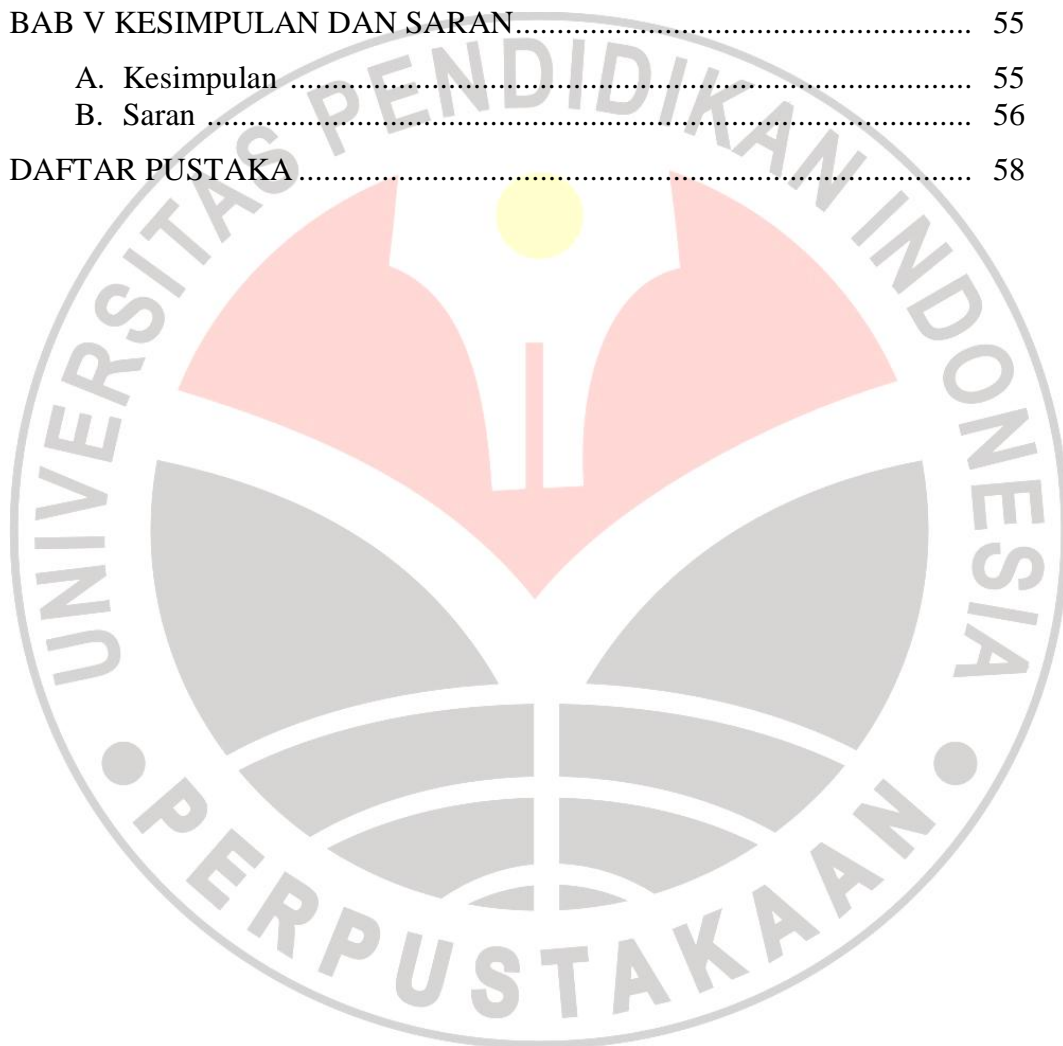 BAB V KESIMPULAN DAN SARAN........................................................ 55
A. Kesimpulan ................................................................................... 55
B. Saran ............................................................................................. 56
DAFTAR PUSTAKA .................................................................................. 58
UNIVERSITAS PENDIDIKAN INDONESIA
PERPUSTAKAAN